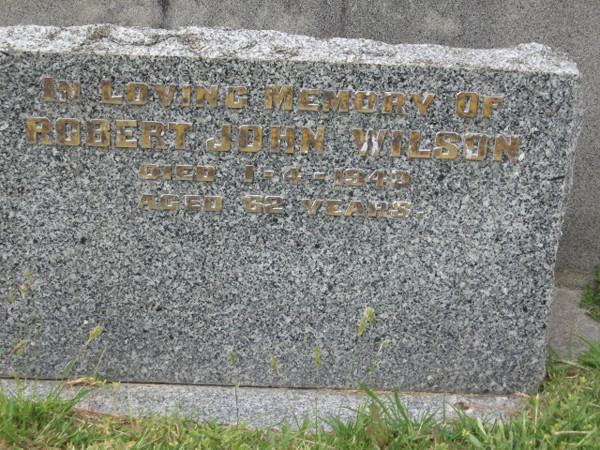 IN LOVING MEMORY OF
ROBERT JOHN WILSON
DIED 1-4-1940
AGED 62 YEARS.